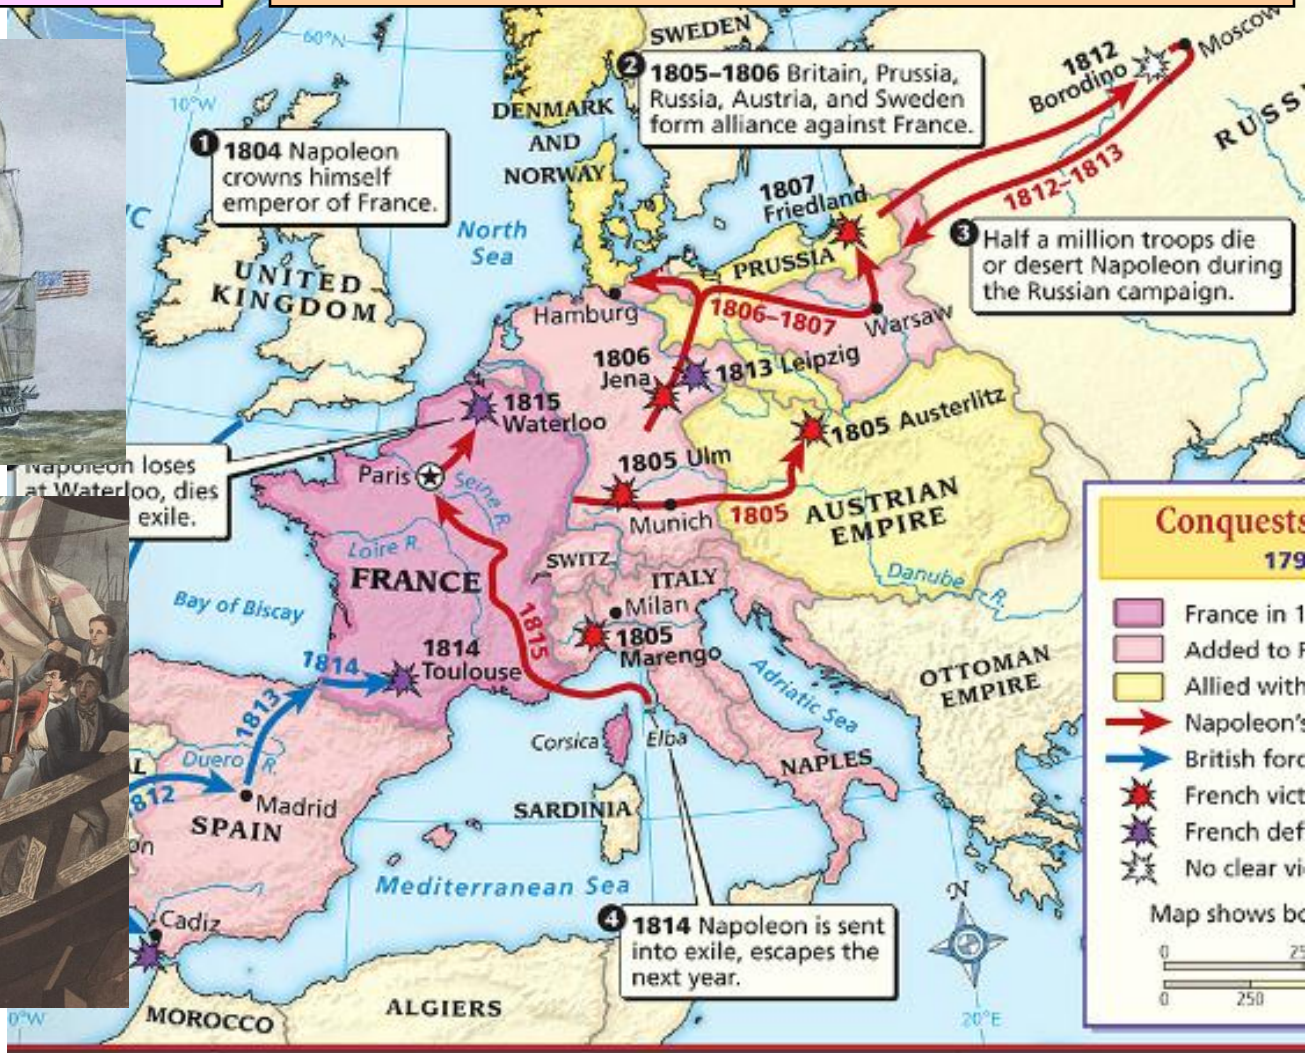 60°N
10°W
SWEDEN
DENMARK
AND
NORWAY
1 1804 Napoleon
crowns himself
emperor of France.
2 1805–1806 Britain, Prussia,
Russia, Austria, and Sweden
form alliance against France.
1812
Borodino
Moscow
1812–1813
3 Half a million troops die
or desert Napoleon during
the Russian campaign.
North
Sea
UNITED
KINGDOM
1807
Friedland
PRUSSIA
Hamburg
1806–1807
Warsaw
1806
Jena
1813 Leipzig
1815
Waterloo
1805 Austerlitz
Napoleon loses
at Waterloo, dies
exile.
Paris
Seine R.
1805 Ulm
Munich
1805
AUSTRIAN
EMPIRE
Loire R.
FRANCE
SWITZ.
ITALY
Milan
Danube R.
Bay of Biscay
1815
1805
Marengo
1814
Toulouse
1814
1813
Adriatic Sea
OTTOMAN
EMPIRE
Duero R.
Corsica
Elba
NAPLES
Madrid
SPAIN
SARDINIA
Mediterranean Sea
Cadiz
4 1814 Napoleon is sent
into exile, escapes the
next year.
MOROCCO
ALGIERS
N
20°E
Conquests
France in
Added to
Allied with
Napoleon's
British
French
French
No clear
Map shows
0
0 250